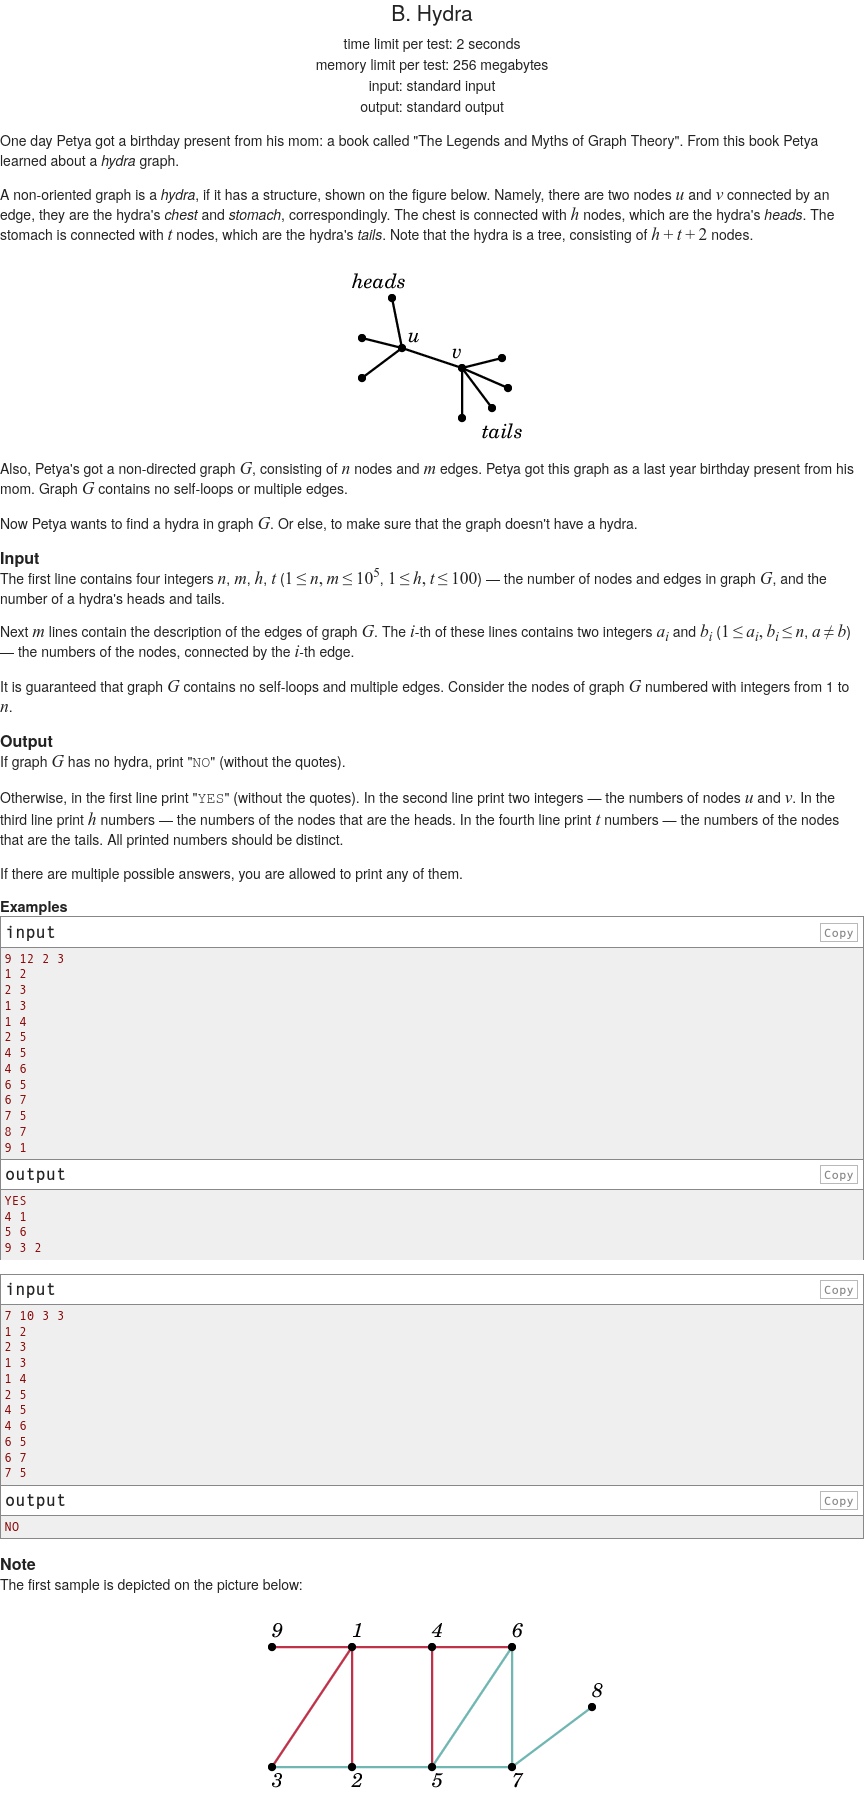 B. Hydra
time limit per test: 2 seconds
memory limit per test: 256 megabytes
input: standard input
output: standard output
One day Petya got a birthday present from his mom: a book called "The Legends and Myths of Graph Theory". From this book Petya
learned about a hydra graph.
A non-oriented graph is a hydra, if it has a structure, shown on the figure below. Namely, there are two nodes u and v connected by an
edge, they are the hydra's chest and stomach, correspondingly. The chest is connected with h nodes, which are the hydra's heads. The
stomach is connected with t nodes, which are the hydra's tails. Note that the hydra is a tree, consisting of h + t + 2 nodes.
heads
u
v
tails
Also, Petya's got a non-directed graph G, consisting of n nodes and m edges. Petya got this graph as a last year birthday present from his
mom. Graph G contains no self-loops or multiple edges.
Now Petya wants to find a hydra in graph G. Or else, to make sure that the graph doesn't have a hydra.
Input
The first line contains four integers n, m, h, t (1 ≤ n, m ≤ 10^5, 1 ≤ h, t ≤ 100) — the number of nodes and edges in graph G, and the
number of a hydra's heads and tails.
Next m lines contain the description of the edges of graph G. The i-th of these lines contains two integers a_i and b_i (1 ≤ a_i, b_i ≤ n, a ≠ b)
— the numbers of the nodes, connected by the i-th edge.
It is guaranteed that graph G contains no self-loops and multiple edges. Consider the nodes of graph G numbered with integers from 1 to
n.
Output
If graph G has no hydra, print "NO" (without the quotes).
Otherwise, in the first line print "YES" (without the quotes). In the second line print two integers — the numbers of nodes u and v. In the
third line print h numbers — the numbers of the nodes that are the heads. In the fourth line print t numbers — the numbers of the nodes
that are the tails. All printed numbers should be distinct.
If there are multiple possible answers, you are allowed to print any of them.
Examples
input Copy
9 12 2 3
1 2
2 3
1 3
1 4
2 5
4 5
4 6
6 5
6 7
7 5
8 7
9 1
output Copy
YES
4 1
5 6
9 3 2
input Copy
7 10 3 3
1 2
2 3
1 3
1 4
2 5
4 5
4 6
6 5
6 7
7 5
output Copy
NO
Note
The first sample is depicted on the picture below:
9 1 4 6
8
3 2 5 7